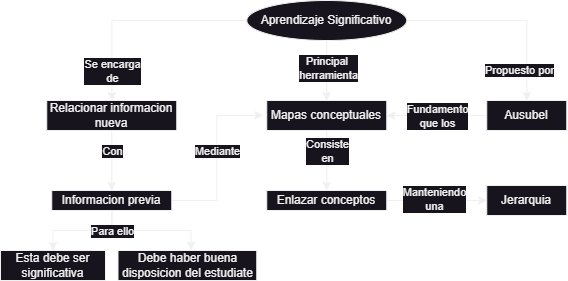 Aprendizaje Significativo
Se encarga
de
Principal
herramienta
Propuesto por
Relacionar informacion
nueva
Mapas conceptuales
Fundamento
que los
Ausubel
Con
Mediante
Consiste
en
Informacion previa
Enlazar conceptos
Manteniendo
una
Jerarquia
Para ello
Esta debe ser
significativa
Debe haber buena
disposicion del estudiate